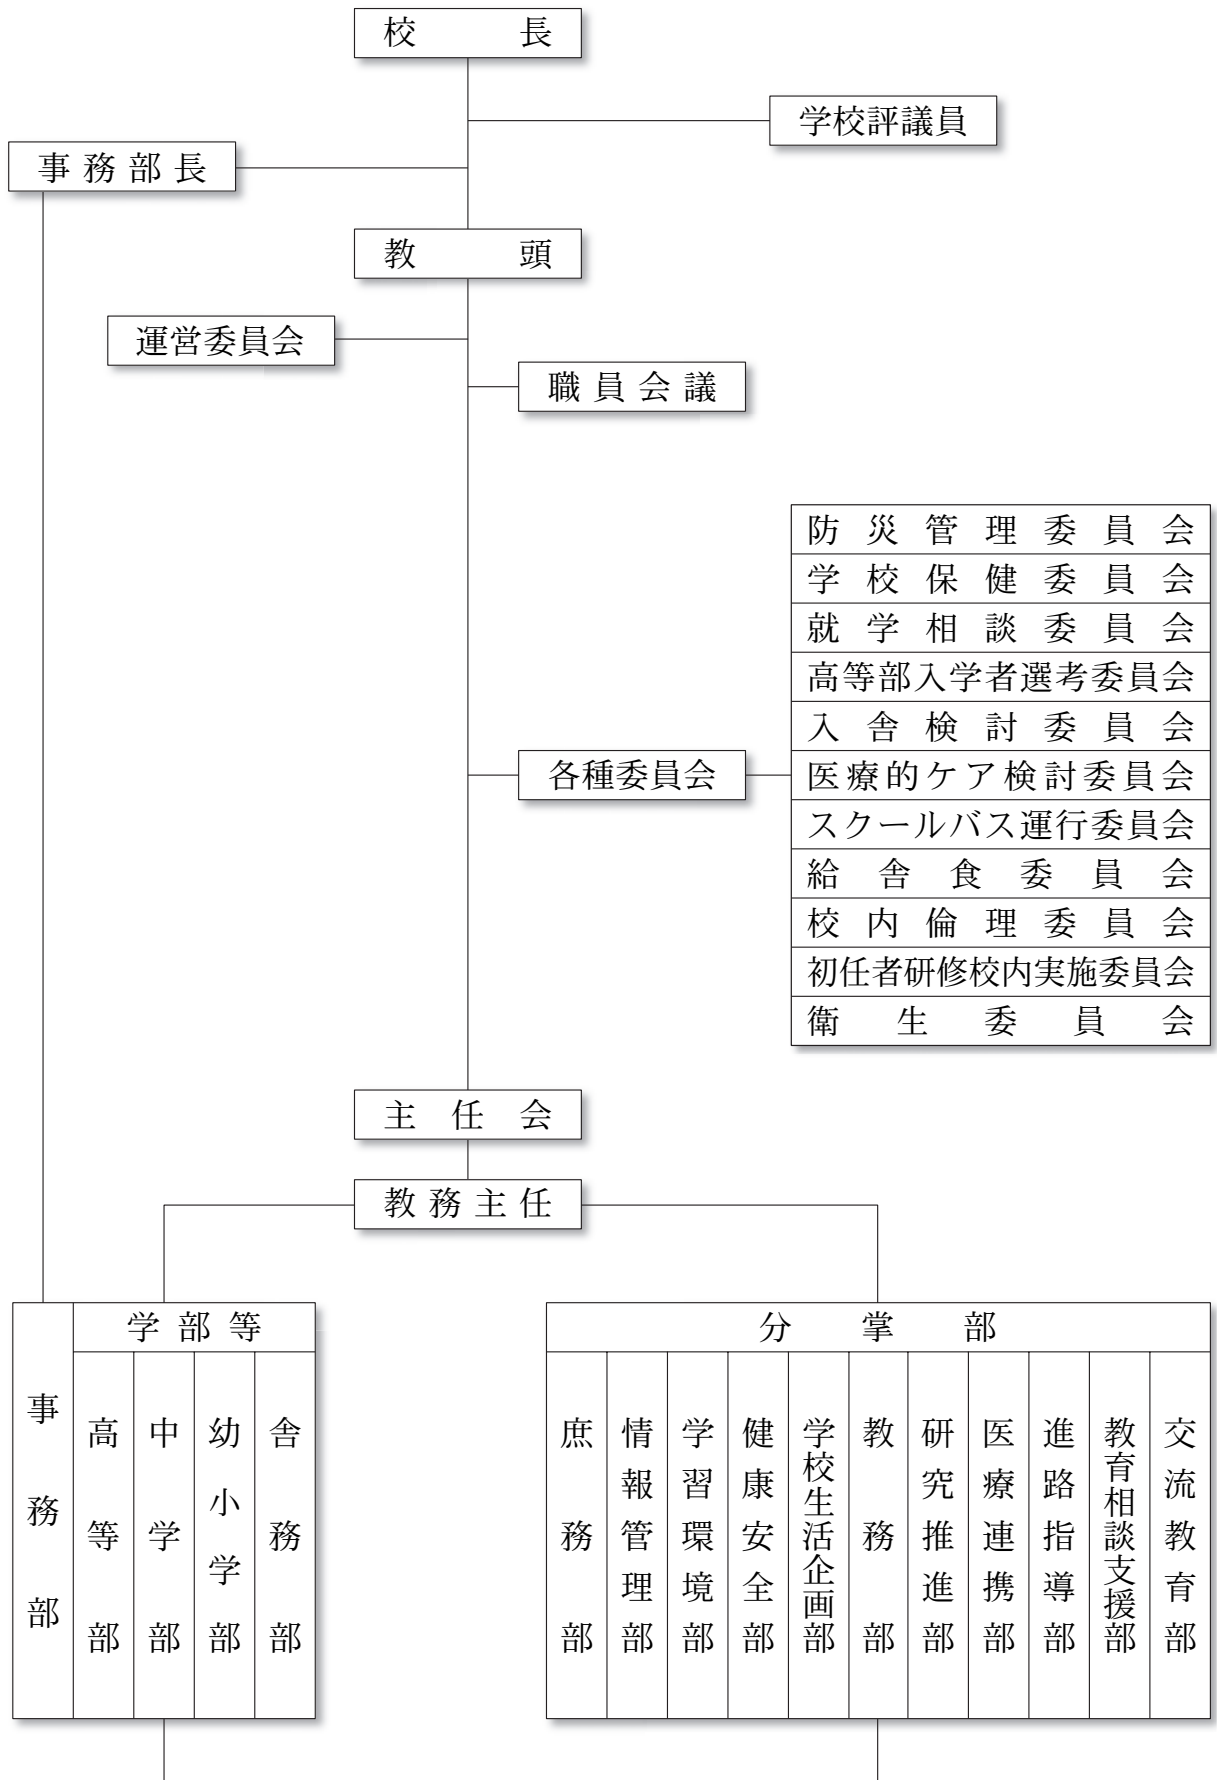 校長
学校評議員
事務部長
教頭
運営委員会
職員会議
防災管理委員会
学校保健委員会
就学相談委員会
高等部入学者選考委員会
入舎検討委員会
各種委員会
医療的ケア検討委員会
スクールバス運行委員会
給舎食委員会
校内倫理委員会
初任者研修校内実施委員会
衛生委員会
主任会
教務主任
事務部
学部等
高等部
中学部
幼小学部
舎務部
分掌部
庶務部
情報管理部
学習環境部
健康安全部
学校生活企画部
教務部
研究推進部
医療連携部
進路指導部
教育相談支援部
交流教育部